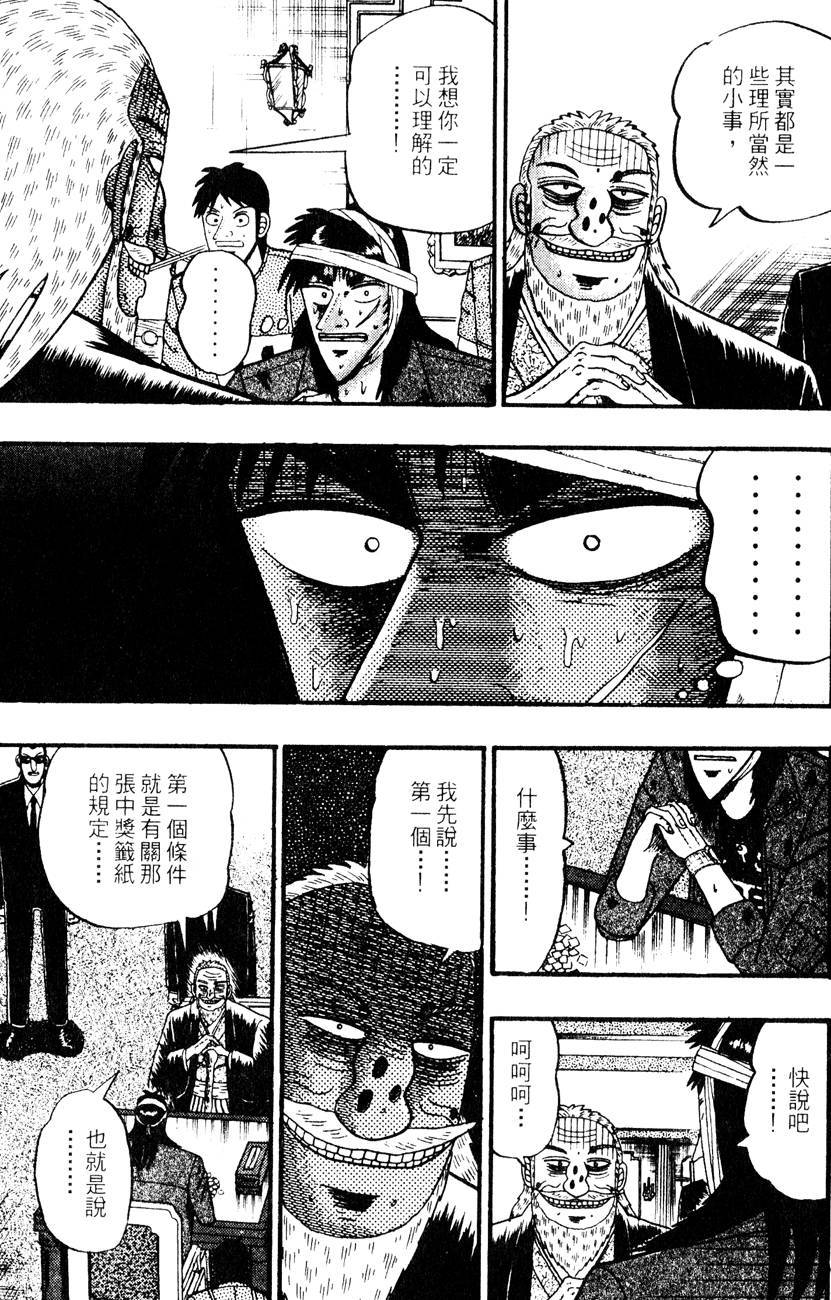 其實都是一
些理所當然
的小事，
我想你一定
可以理解的
………！
………
…………
…………
什麼事
……！
快說吧
……！
呵呵呵…
我先說……
第一個…！
第一個條件
就是有關那
張中獎籤紙
的規定……
也就是說
……